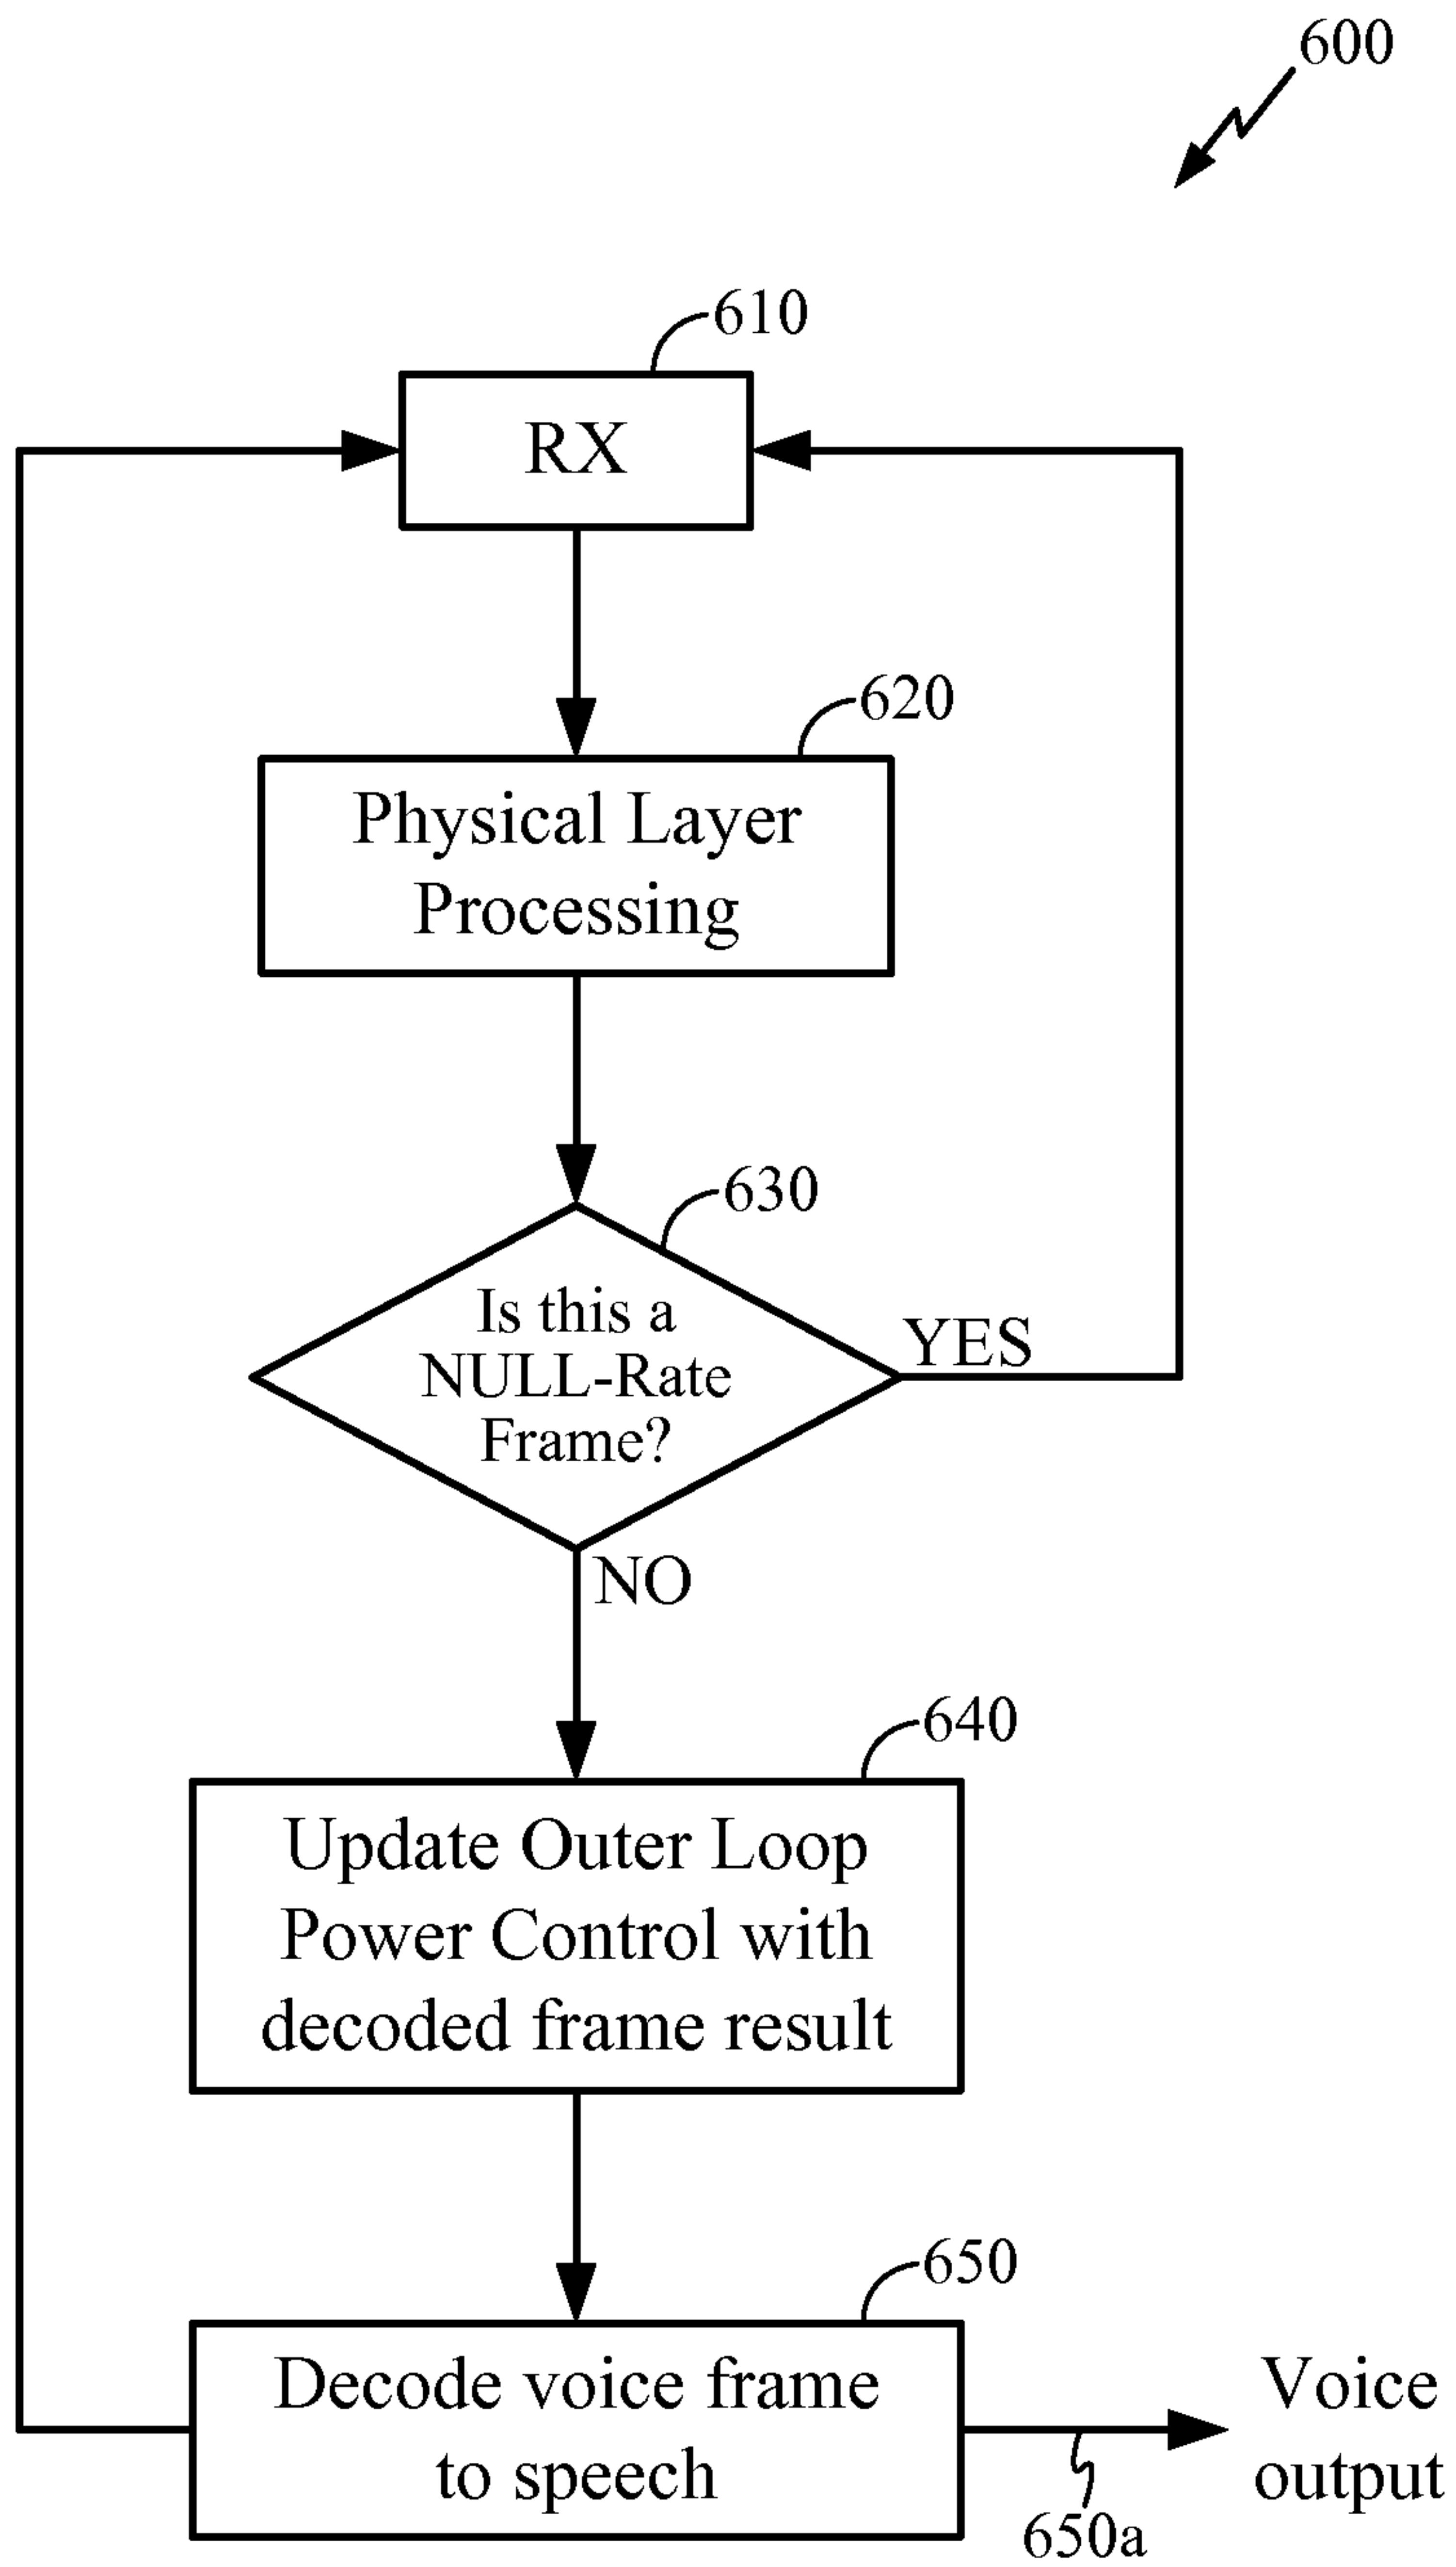 600
610
RX
620
Physical Layer
Processing
630
Is this a
NULL-Rate
Frame?
YES
NO
640
Update Outer Loop
Power Control with
decoded frame result
650
Decode voice frame
to speech
Voice
output
650a